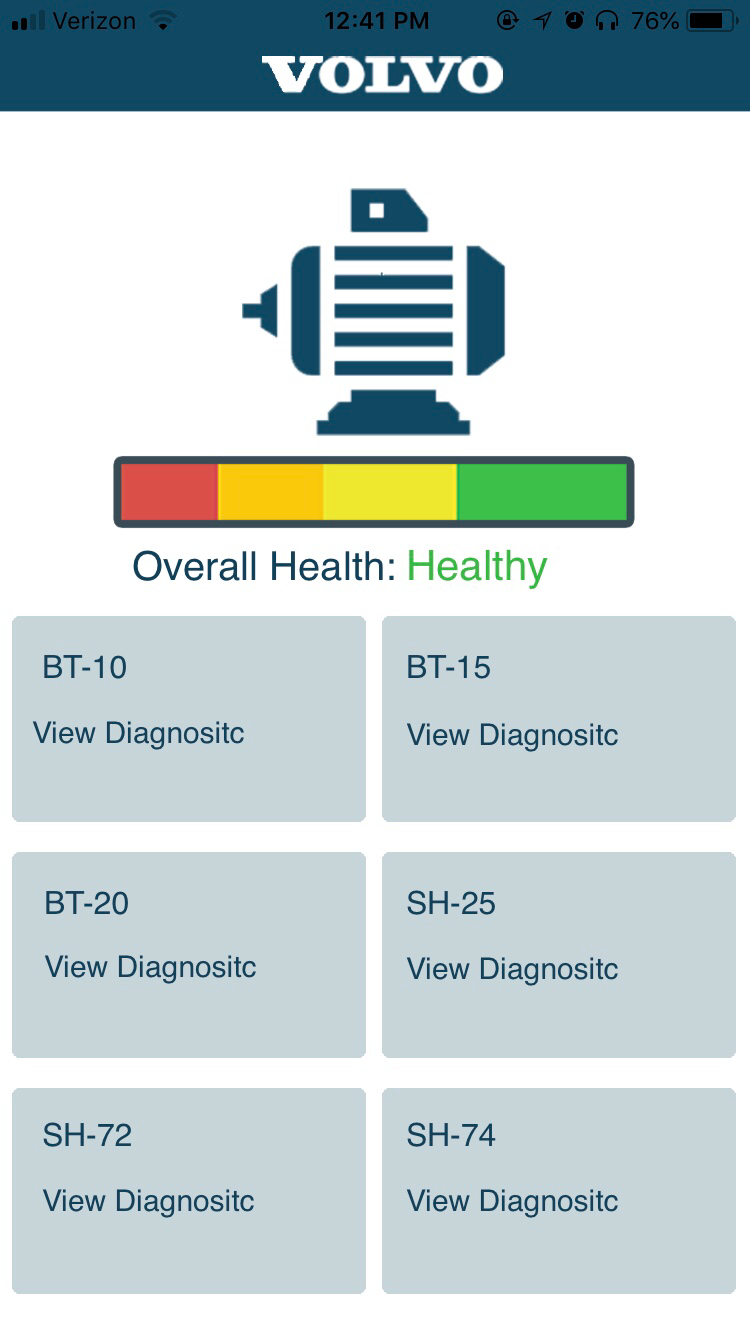 Verizon 12:41 PM 76%
VOLVO
Overall Health: Healthy
BT-10
View Diagnositc
BT-15
View Diagnositc
BT-20
View Diagnositc
SH-25
View Diagnositc
SH-72
View Diagnositc
SH-74
View Diagnositc